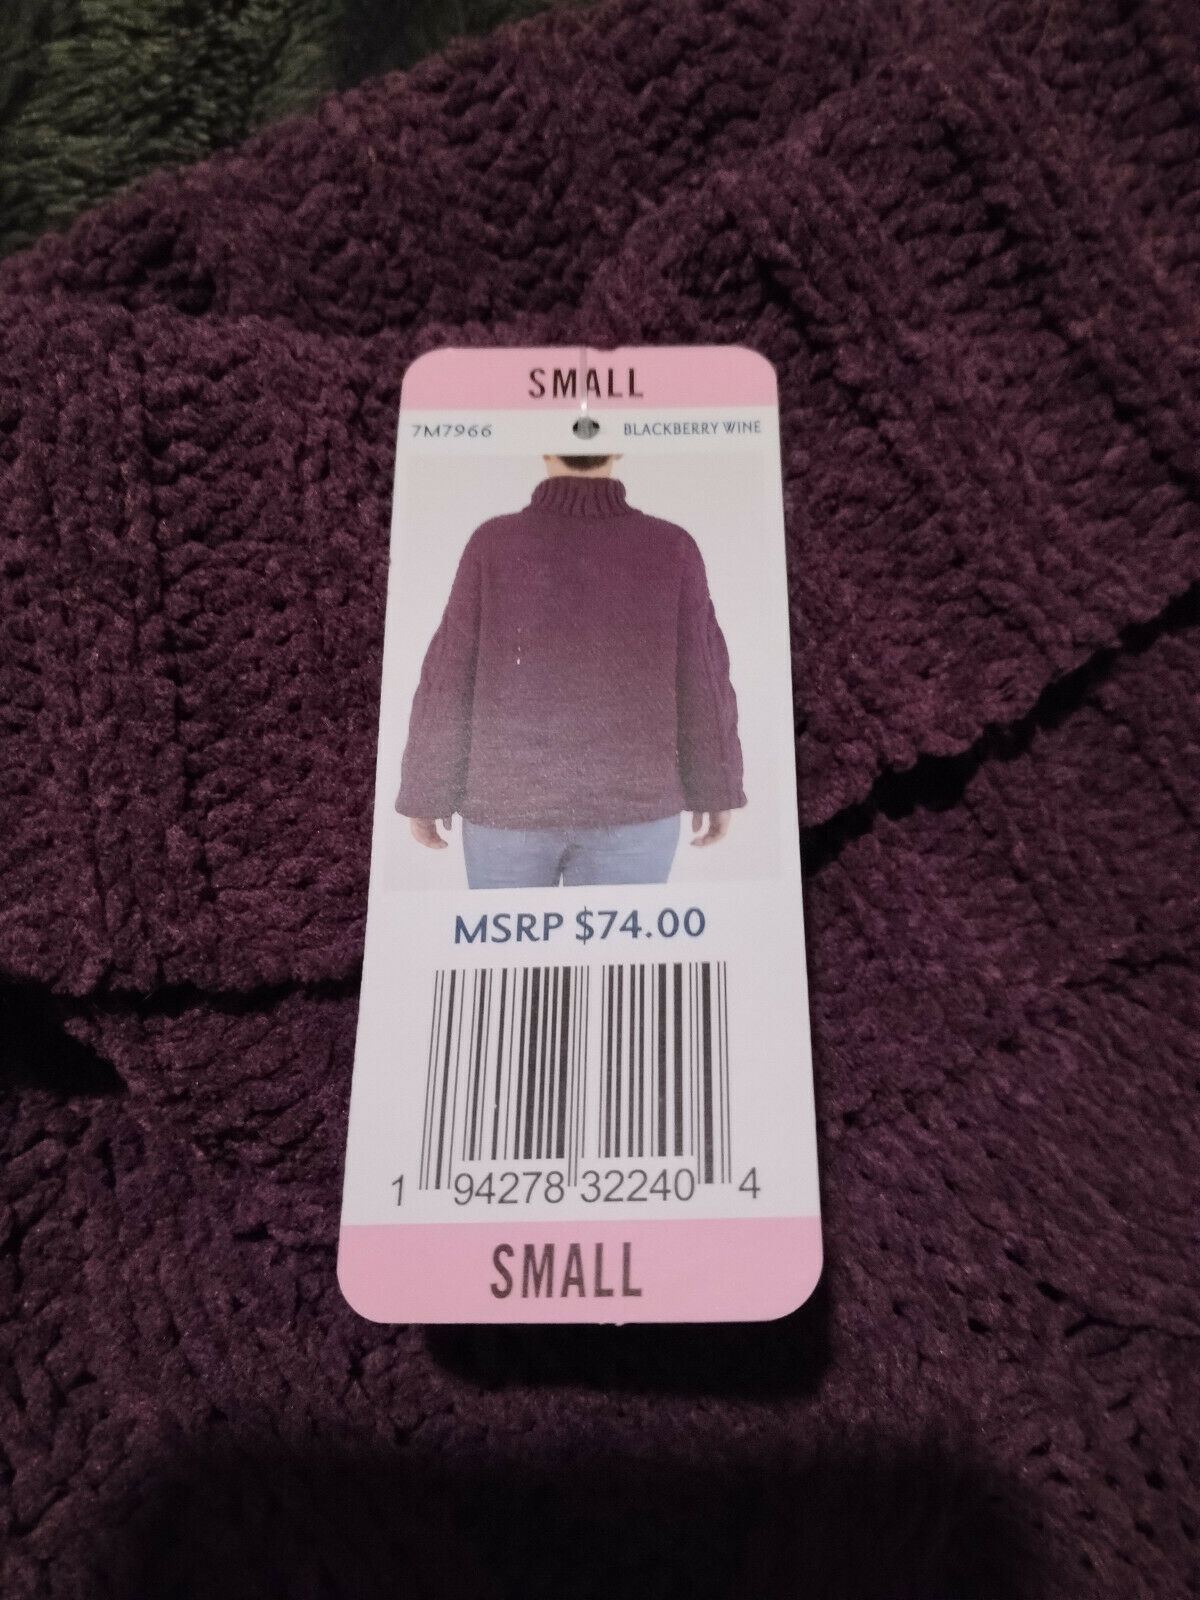 SMALL
7M7966 BLACKBERRY WINE
MSRP $74.00
1 94278 32240 4
SMALL